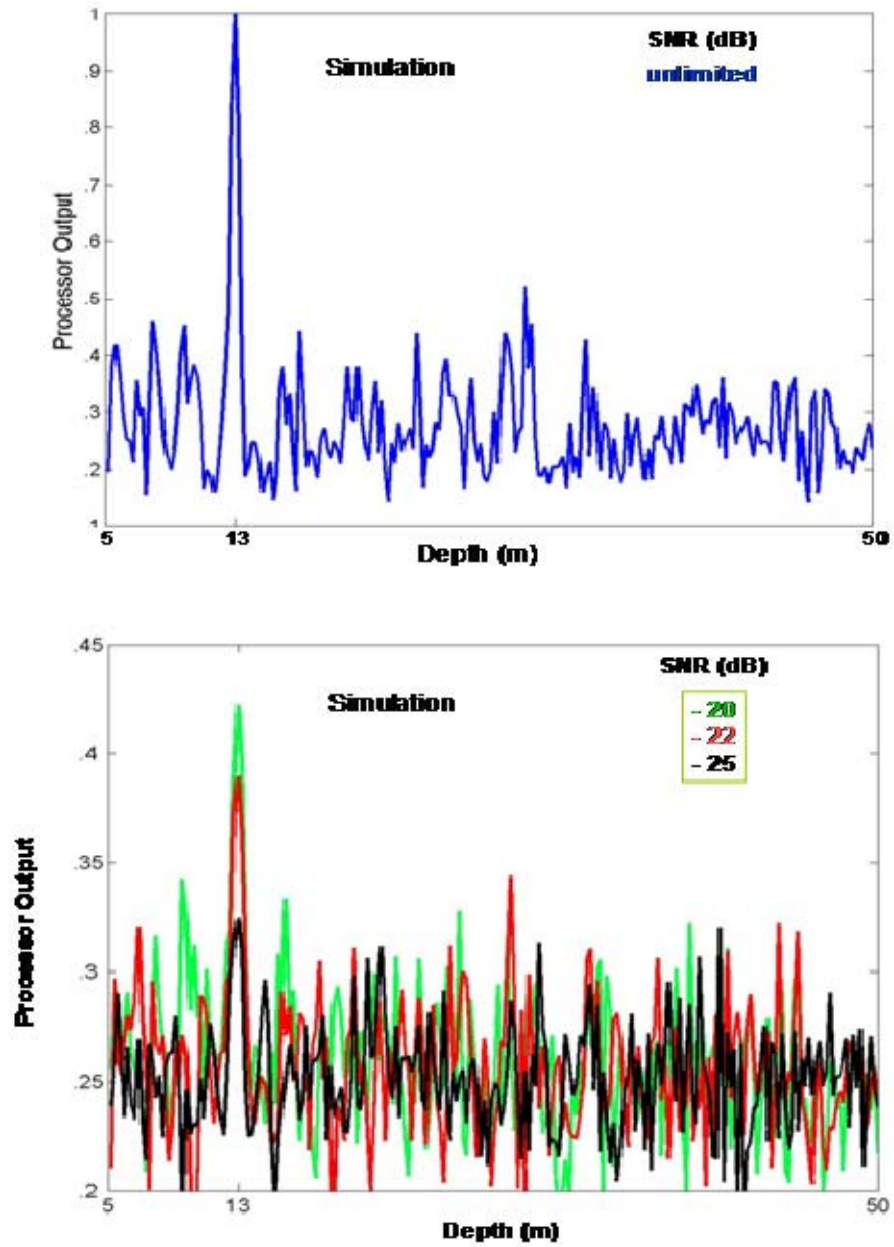 1
.9
.8
.7
.6
.5
.4
.3
.2
.1
Processor Output
Simulation
SNR (dB)
unlimited
5 13 50
Depth (m)
.45
.4
.35
.3
.25
.2
Processor Output
Simulation
SNR (dB)
- 20
- 22
- 25
5 13 50
Depth (m)